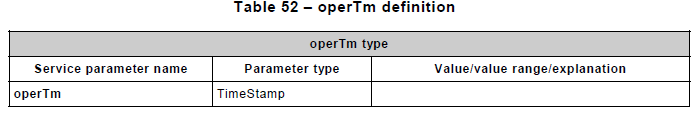 Table 52 – operTm definition
operTm type
Service parameter name Parameter type Value/value range/explanation
operTm TimeStamp